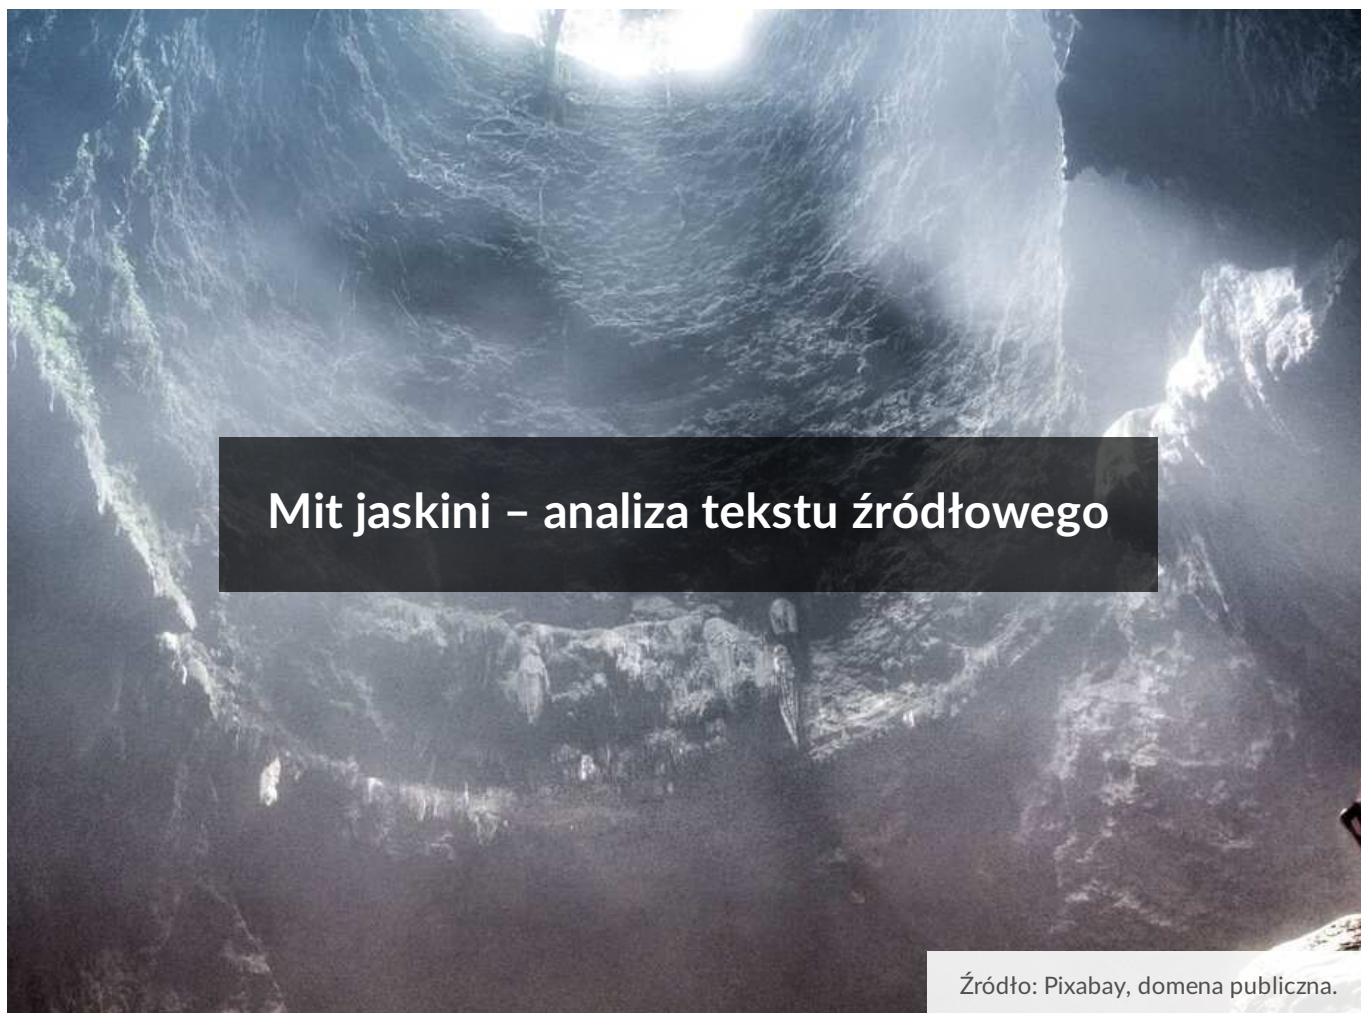 Mit jaskini – analiza tekstu źródłowego
Źródło: Pixabay, domena publiczna.